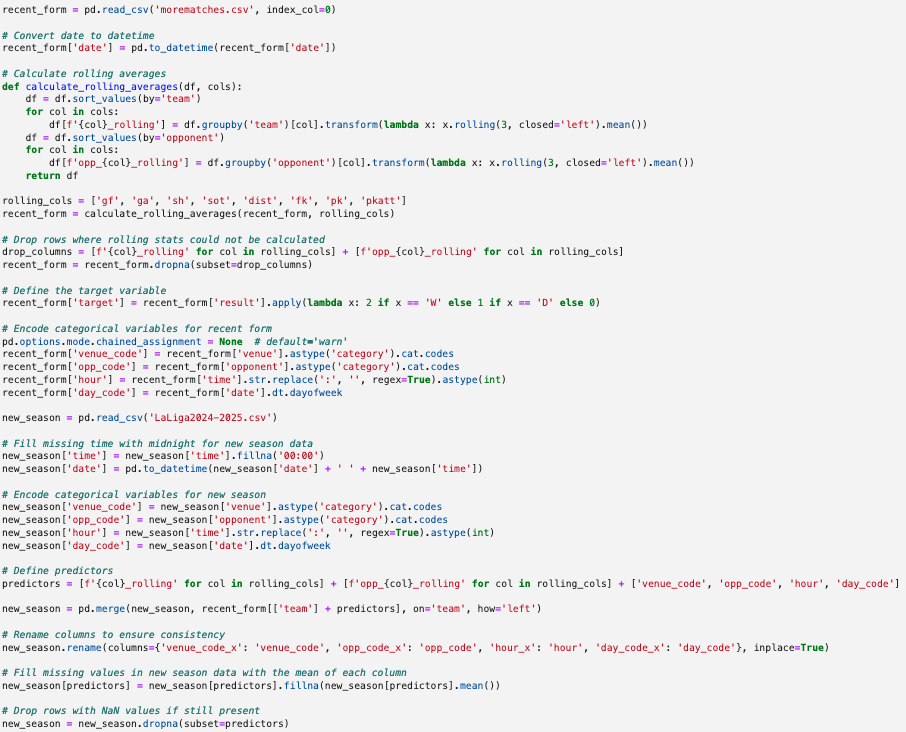 recent_form = pd.read_csv('morematches.csv', index_col=0)

# Convert date to datetime
recent_form['date'] = pd.to_datetime(recent_form['date'])

# Calculate rolling averages
def calculate_rolling_averages(df, cols):
    df = df.sort_values(by='team')
    for col in cols:
        df[f'{col}_rolling'] = df.groupby('team')[col].transform(lambda x: x.rolling(3, closed='left').mean())
    df = df.sort_values(by='opponent')
    for col in cols:
        df[f'opp_{col}_rolling'] = df.groupby('opponent')[col].transform(lambda x: x.rolling(3, closed='left').mean())
    return df

rolling_cols = ['gf', 'ga', 'sh', 'sot', 'dist', 'fk', 'pk', 'pkatt']
recent_form = calculate_rolling_averages(recent_form, rolling_cols)

# Drop rows where rolling stats could not be calculated
drop_columns = [f'{col}_rolling' for col in rolling_cols] + [f'opp_{col}_rolling' for col in rolling_cols]
recent_form = recent_form.dropna(subset=drop_columns)

# Define the target variable
recent_form['target'] = recent_form['result'].apply(lambda x: 2 if x == 'W' else 1 if x == 'D' else 0)

# Encode categorical variables for recent form
pd.options.mode.chained_assignment = None  # default='warn'
recent_form['venue_code'] = recent_form['venue'].astype('category').cat.codes
recent_form['opp_code'] = recent_form['opponent'].astype('category').cat.codes
recent_form['hour'] = recent_form['time'].str.replace(':', '', regex=True).astype(int)
recent_form['day_code'] = recent_form['date'].dt.dayofweek

new_season = pd.read_csv('LaLiga2024-2025.csv')

# Fill missing time with midnight for new season data
new_season['time'] = new_season['time'].fillna('00:00')
new_season['date'] = pd.to_datetime(new_season['date'] + ' ' + new_season['time'])

# Encode categorical variables for new season
new_season['venue_code'] = new_season['venue'].astype('category').cat.codes
new_season['opp_code'] = new_season['opponent'].astype('category').cat.codes
new_season['hour'] = new_season['time'].str.replace(':', '', regex=True).astype(int)
new_season['day_code'] = new_season['date'].dt.dayofweek

# Define predictors
predictors = [f'{col}_rolling' for col in rolling_cols] + [f'opp_{col}_rolling' for col in rolling_cols] + ['venue_code', 'opp_code', 'hour', 'day_code']

new_season = pd.merge(new_season, recent_form[['team'] + predictors], on='team', how='left')

# Rename columns to ensure consistency
new_season.rename(columns={'venue_code_x': 'venue_code', 'opp_code_x': 'opp_code', 'hour_x': 'hour', 'day_code_x': 'day_code'}, inplace=True)

# Fill missing values in new season data with the mean of each column
new_season[predictors] = new_season[predictors].fillna(new_season[predictors].mean())

# Drop rows with NaN values if still present
new_season = new_season.dropna(subset=predictors)